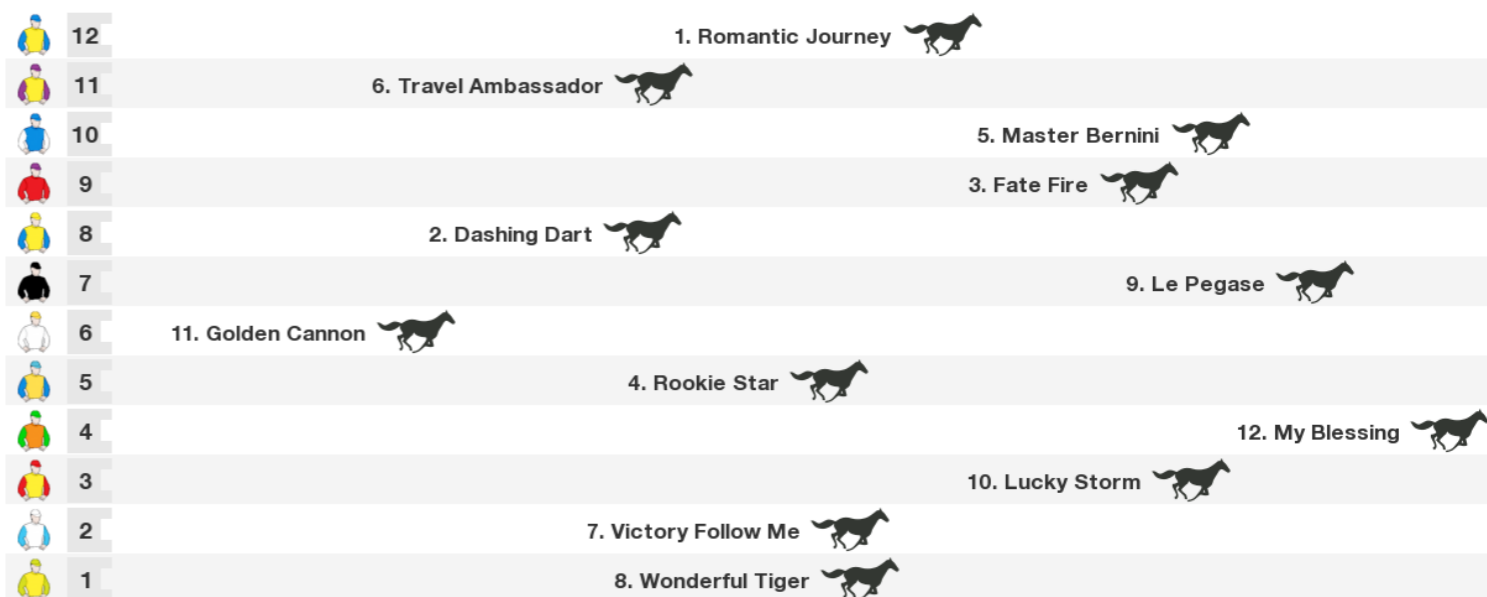 12 1. Romantic Journey
11 6. Travel Ambassador
10 5. Master Bernini
9 3. Fate Fire
8 2. Dashing Dart
7 9. Le Pegase
6 11. Golden Cannon
5 4. Rookie Star
4 12. My Blessing
3 10. Lucky Storm
2 7. Victory Follow Me
1 8. Wonderful Tiger